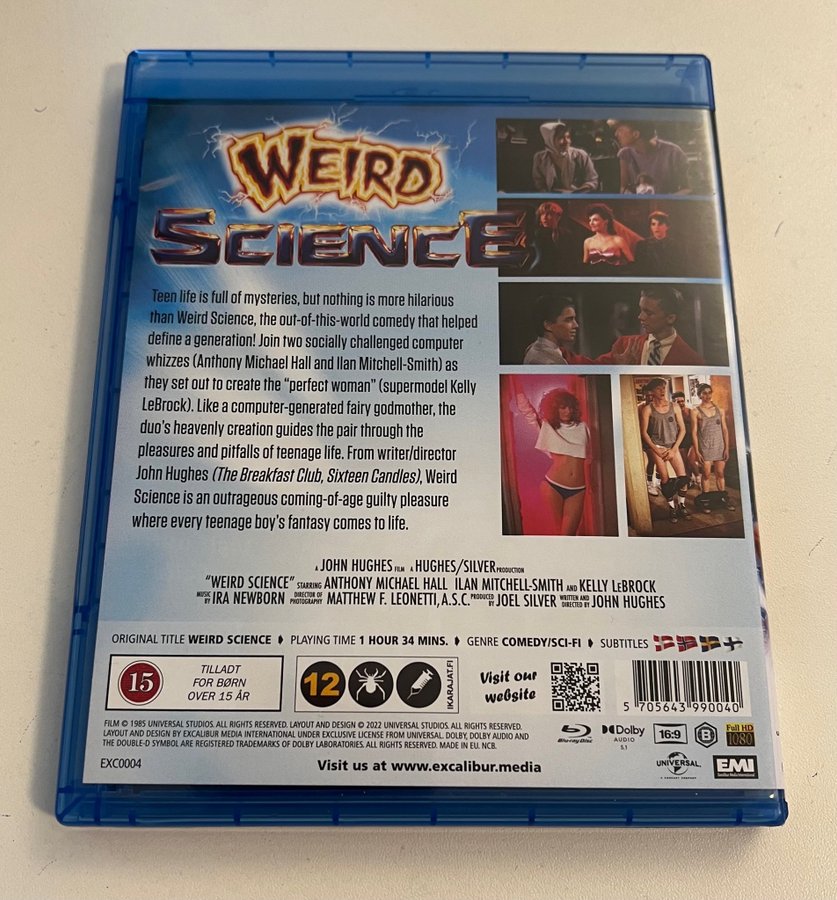 WEIRD
SCIENCE
Teen life is full of mysteries, but nothing is more hilarious
than Weird Science, the out-of-this-world comedy that helped
define a generation! Join two socially challenged computer
whizzes (Anthony Michael Hall and Ilan Mitchell-Smith) as
they set out to create the “perfect woman” (supermodel Kelly
LeBrock). Like a computer-generated fairy godmother, the
duo’s heavenly creation guides the pair through the
pleasures and pitfalls of teenage life. From writer/director
John Hughes (The Breakfast Club, Sixteen Candles), Weird
Science is an outrageous coming-of-age guilty pleasure
where every teenage boy’s fantasy comes to life.
A JOHN HUGHES FILM A HUGHES/SILVER PRODUCTION
"WEIRD SCIENCE" STARRING ANTHONY MICHAEL HALL ILAN MITCHELL-SMITH AND KELLY LeBROCK
MUSIC BY IRA NEWBORN DIRECTOR OF PHOTOGRAPHY MATTHEW F. LEONETTI, A.S.C. PRODUCED BY JOEL SILVER WRITTEN AND DIRECTED BY JOHN HUGHES
ORIGINAL TITLE WEIRD SCIENCE PLAYING TIME 1 HOUR 34 MINS. GENRE COMEDY/SCI-FI SUBTITLES
15
TILLADT
FOR BØRN
OVER 15 ÅR
12
IKARAJAT.FI
Visit our
website
5 705643 990040
FILM © 1985 UNIVERSAL STUDIOS. ALL RIGHTS RESERVED. LAYOUT AND DESIGN © 2022 UNIVERSAL STUDIOS. ALL RIGHTS RESERVED.
LAYOUT AND DESIGN BY EXCALIBUR MEDIA INTERNATIONAL UNDER EXCLUSIVE LICENSE FROM UNIVERSAL. DOLBY, DOLBY AUDIO AND
THE DOUBLE-D SYMBOL ARE REGISTERED TRADEMARKS OF DOLBY LABORATORIES. ALL RIGHTS RESERVED. MADE IN EU. NCB.
Blu-ray Disc
Dolby
AUDIO
5.1
16:9
B
Full HD
1080
EXC0004
Visit us at www.excalibur.media
UNIVERSAL
A COMCAST COMPANY
EMI
Excalibur Media International